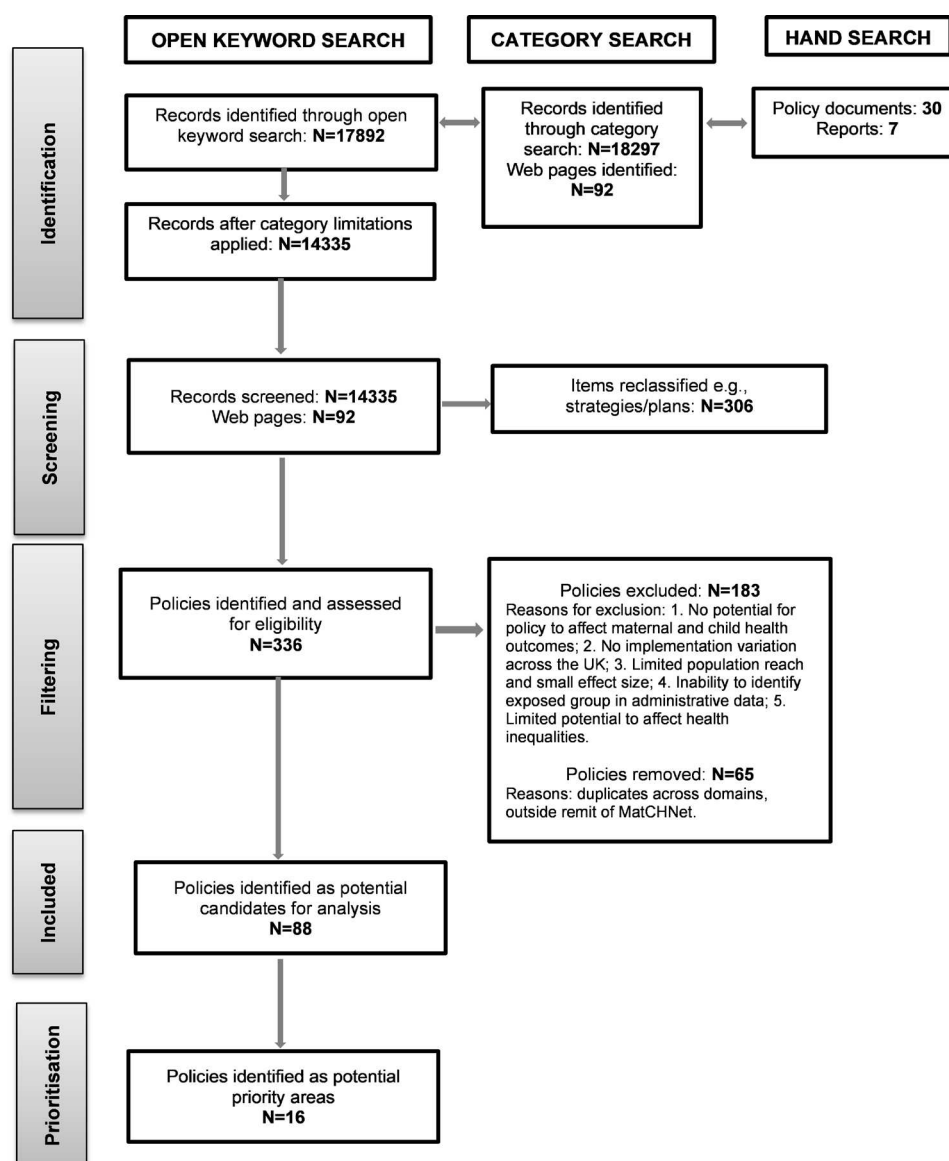 OPEN KEYWORD SEARCH
CATEGORY SEARCH
HAND SEARCH
Identification
Records identified through open
keyword search: N=17892
Records identified
through category
search: N=18297
Web pages identified:
N=92
Policy documents: 30
Reports: 7
Records after category limitations
applied: N=14335
Screening
Records screened: N=14335
Web pages: N=92
Items reclassified e.g.,
strategies/plans: N=306
Filtering
Policies identified and assessed
for eligibility
N=336
Policies excluded: N=183
Reasons for exclusion: 1. No potential for
policy to affect maternal and child health
outcomes; 2. No implementation variation
across the UK; 3. Limited population reach
and small effect size; 4. Inability to identify
exposed group in administrative data; 5.
Limited potential to affect health
inequalities.
Policies removed: N=65
Reasons: duplicates across domains,
outside remit of MatCHNet.
Included
Policies identified as potential
candidates for analysis
N=88
Prioritisation
Policies identified as potential
priority areas
N=16